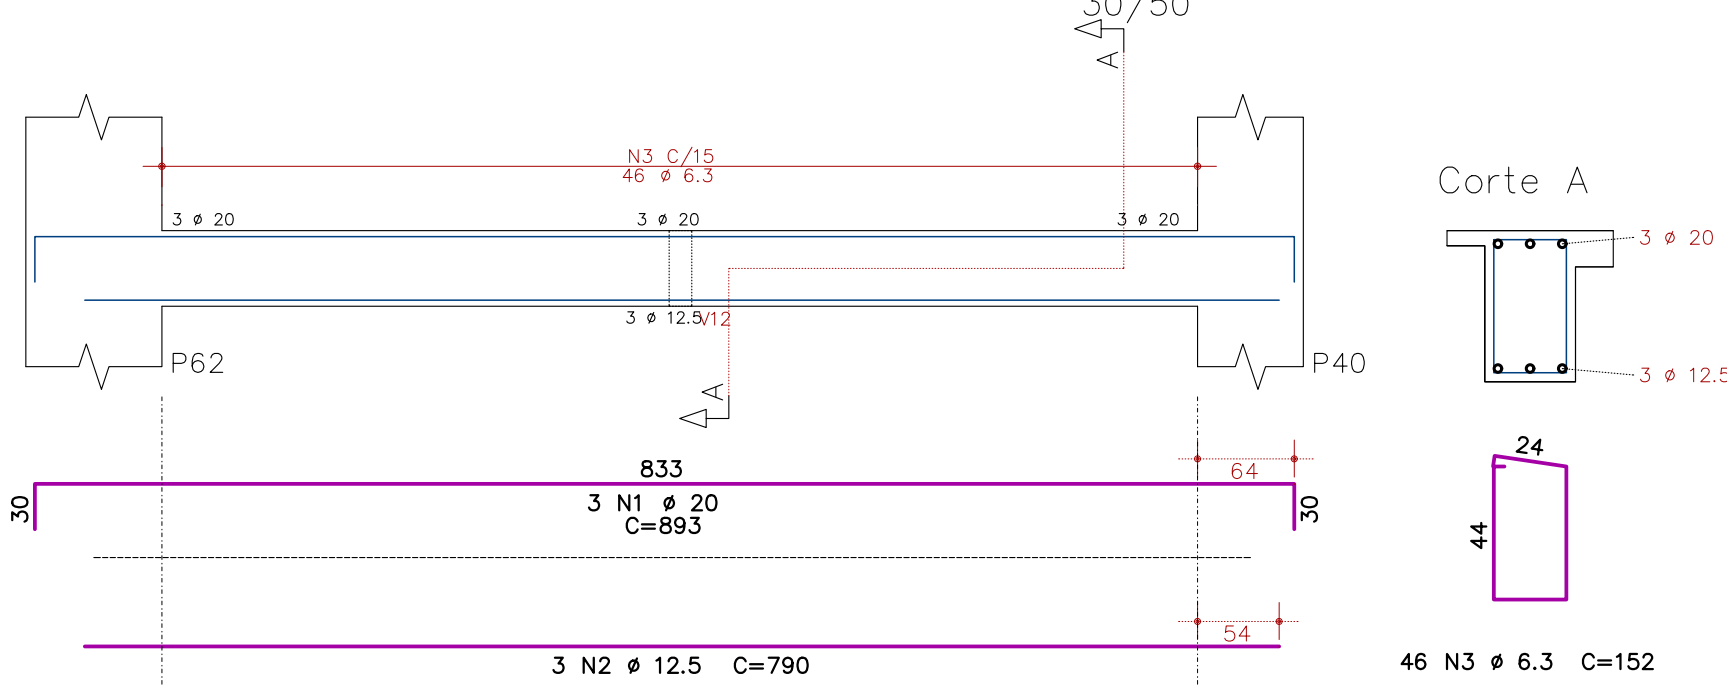 30/50
A
N3 C/15
46 ø 6.3
Corte A
3 ø 20
3 ø 20
3 ø 20
3 ø 20
3 ø 12.5
V12
P62
P40
3 ø 12.5
A
24
833
64
30
3 N1 ø 20
30
C=893
44
54
3 N2 ø 12.5 C=790
46 N3 ø 6.3 C=152